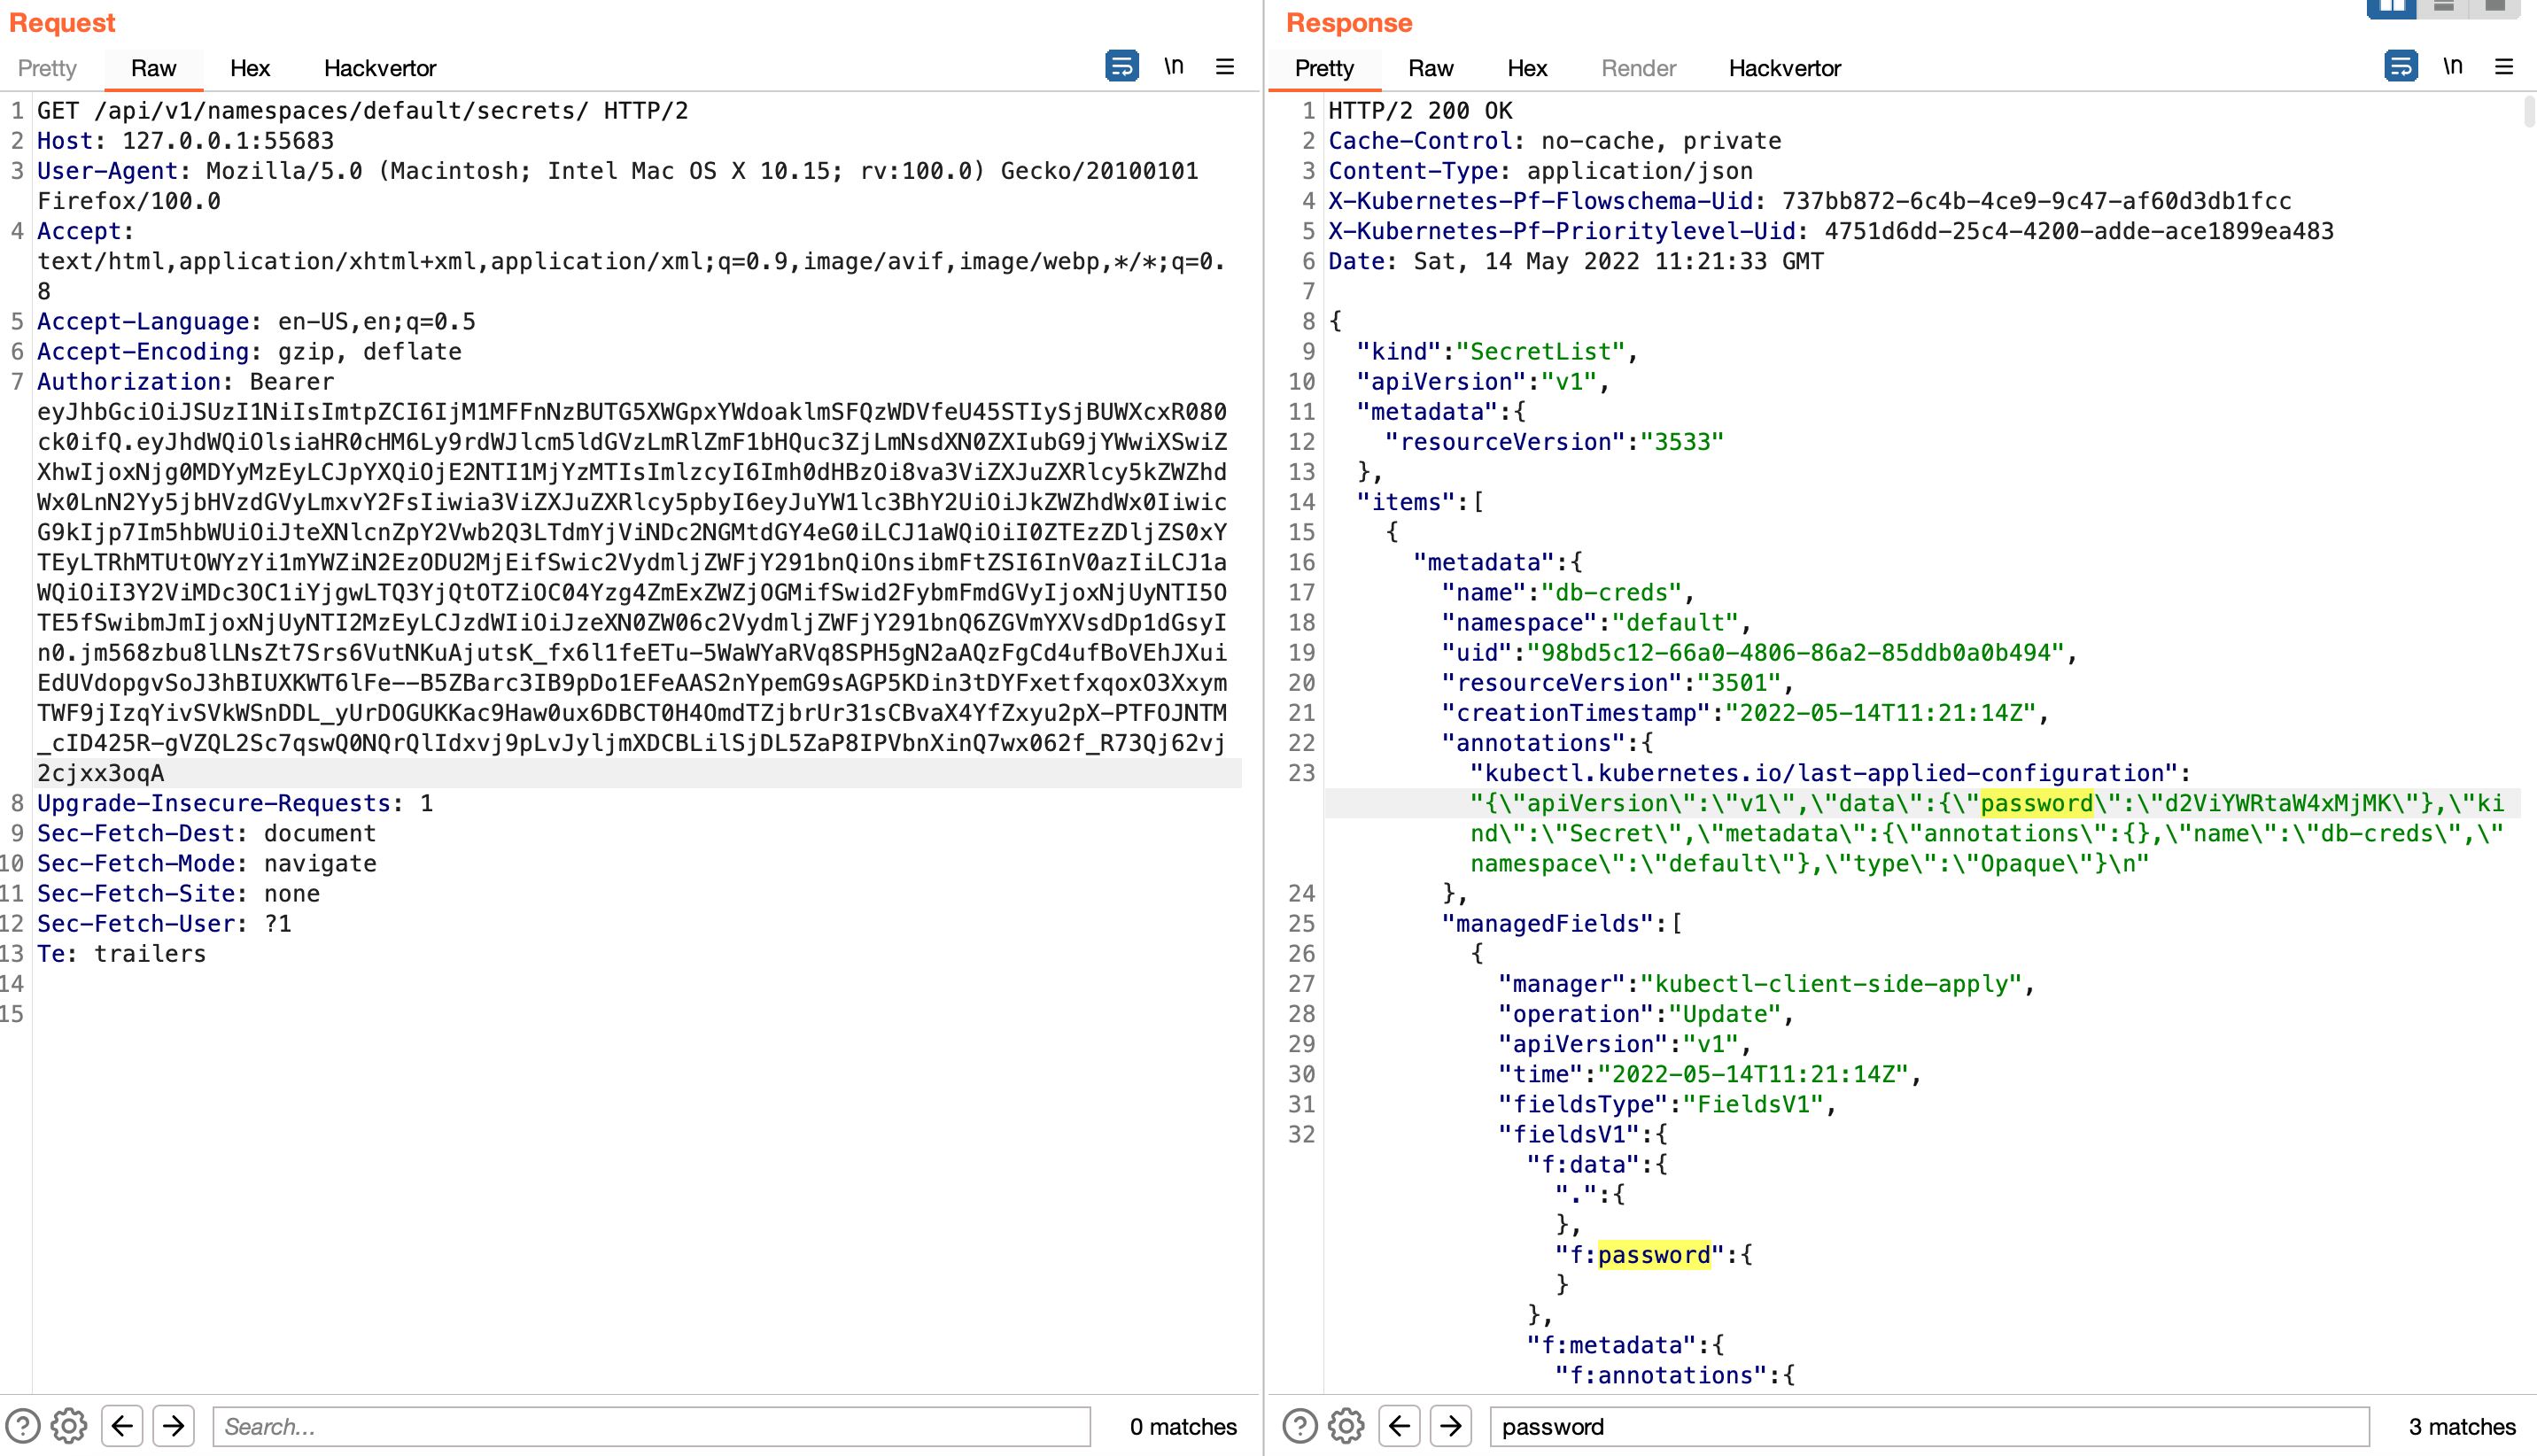 Request
Pretty Raw Hex Hackvertor \n
1 GET /api/v1/namespaces/default/secrets/ HTTP/2
2 Host: 127.0.0.1:55683
3 User-Agent: Mozilla/5.0 (Macintosh; Intel Mac OS X 10.15; rv:100.0) Gecko/20100101
Firefox/100.0
4 Accept:
text/html,application/xhtml+xml,application/xml;q=0.9,image/avif,image/webp,*/*;q=0.
8
5 Accept-Language: en-US,en;q=0.5
6 Accept-Encoding: gzip, deflate
7 Authorization: Bearer
eyJhbGciOiJSUzI1NiIsImtpZCI6IjM1MFFnNzBUTG5XWGpxYWdoaklmSFQzWDVfeU45STIySjBUWXcxR080
ck0ifQ.eyJhdWQiOlsiaHR0cHM6Ly9rdWJlcm5ldGVzLmRlZmF1bHQuc3ZjLmNsdXN0ZXIubG9jYWwiXSwiZ
XhwIjoxNjg0MDYyMzEyLCJpYXQiOjE2NTI1MjYzMTIsImlzcyI6Imh0dHBzOi8va3ViZXJuZXRlcy5kZWZhd
Wx0LnN2Yy5jbHVzdGVyLmxvY2FsIiwia3ViZXJuZXRlcy5pbyI6eyJuYW1lc3BhY2UiOiJkZWZhdWx0Iiwic
G9kIjp7Im5hbWUiOiJteXNlcnZpY2Vwb2Q3LTdmYjViNDc2NGMtdGY4eG0iLCJ1aWQiOiI0ZTEzZDljZS0xY
TEyLTRhMTUtOWYzYi1mYWZiN2EzODU2MjEifSwic2VydmljZWFjY291bnQiOnsibmFtZSI6InV0azIiLCJ1a
WQiOiI3Y2ViMDc3OC1iYjgwLTQ3YjQtOTZiOC04Yzg4ZmExZWZjOGMifSwid2FybmFmdGVyIjoxNjUyNTI5O
TE5fSwibmJmIjoxNjUyNTI2MzEyLCJzdWIiOiJzeXN0ZW06c2VydmljZWFjY291bnQ6ZGVmYXVsdDp1dGsyI
n0.jm568zbu8lLNsZt7Srs6VutNKuAjutsK_fx6l1feETu-5WaWYaRVq8SPH5gN2aAQzFgCd4ufBoVEhJXui
EdUVdopgvSoJ3hBIUXKWT6lFe--B5ZBarc3IB9pDo1EFeAAS2nYpemG9sAGP5KDin3tDYFxetfxqoxO3Xxym
TWF9jIzqYivSVkWSnDDL_yUrDOGUKKac9Haw0ux6DBCT0H4OmdTZjbrUr31sCBvaX4YfZxyu2pX-PTFOJNTM
_cID425R-gVZQL2Sc7qswQ0NQrQlIdxvj9pLvJyljmXDCBLilSjDL5ZaP8IPVbnXinQ7wx062f_R73Qj62vj
2cjxx3oqA
8 Upgrade-Insecure-Requests: 1
9 Sec-Fetch-Dest: document
10 Sec-Fetch-Mode: navigate
11 Sec-Fetch-Site: none
12 Sec-Fetch-User: ?1
13 Te: trailers
14
15
Search... 0 matches
Response
Pretty Raw Hex Render Hackvertor \n
1 HTTP/2 200 OK
2 Cache-Control: no-cache, private
3 Content-Type: application/json
4 X-Kubernetes-Pf-Flowschema-Uid: 737bb872-6c4b-4ce9-9c47-af60d3db1fcc
5 X-Kubernetes-Pf-Prioritylevel-Uid: 4751d6dd-25c4-4200-adde-ace1899ea483
6 Date: Sat, 14 May 2022 11:21:33 GMT
7
8 {
9 "kind":"SecretList",
10 "apiVersion":"v1",
11 "metadata":{
12 "resourceVersion":"3533"
13 },
14 "items":[
15 {
16 "metadata":{
17 "name":"db-creds",
18 "namespace":"default",
19 "uid":"98bd5c12-66a0-4806-86a2-85ddb0a0b494",
20 "resourceVersion":"3501",
21 "creationTimestamp":"2022-05-14T11:21:14Z",
22 "annotations":{
23 "kubectl.kubernetes.io/last-applied-configuration":
"{\"apiVersion\":\"v1\",\"data\":{\"password\":\"d2ViYWRtaW4xMjMK\"},\"ki
nd\":\"Secret\",\"metadata\":{\"annotations\":{},\"name\":\"db-creds\",\"
namespace\":\"default\"},\"type\":\"Opaque\"}\n"
24 },
25 "managedFields":[
26 {
27 "manager":"kubectl-client-side-apply",
28 "operation":"Update",
29 "apiVersion":"v1",
30 "time":"2022-05-14T11:21:14Z",
31 "fieldsType":"FieldsV1",
32 "fieldsV1":{
"f:data":{
".":{
},
"f:password":{
}
},
"f:metadata":{
"f:annotations":{
password 3 matches